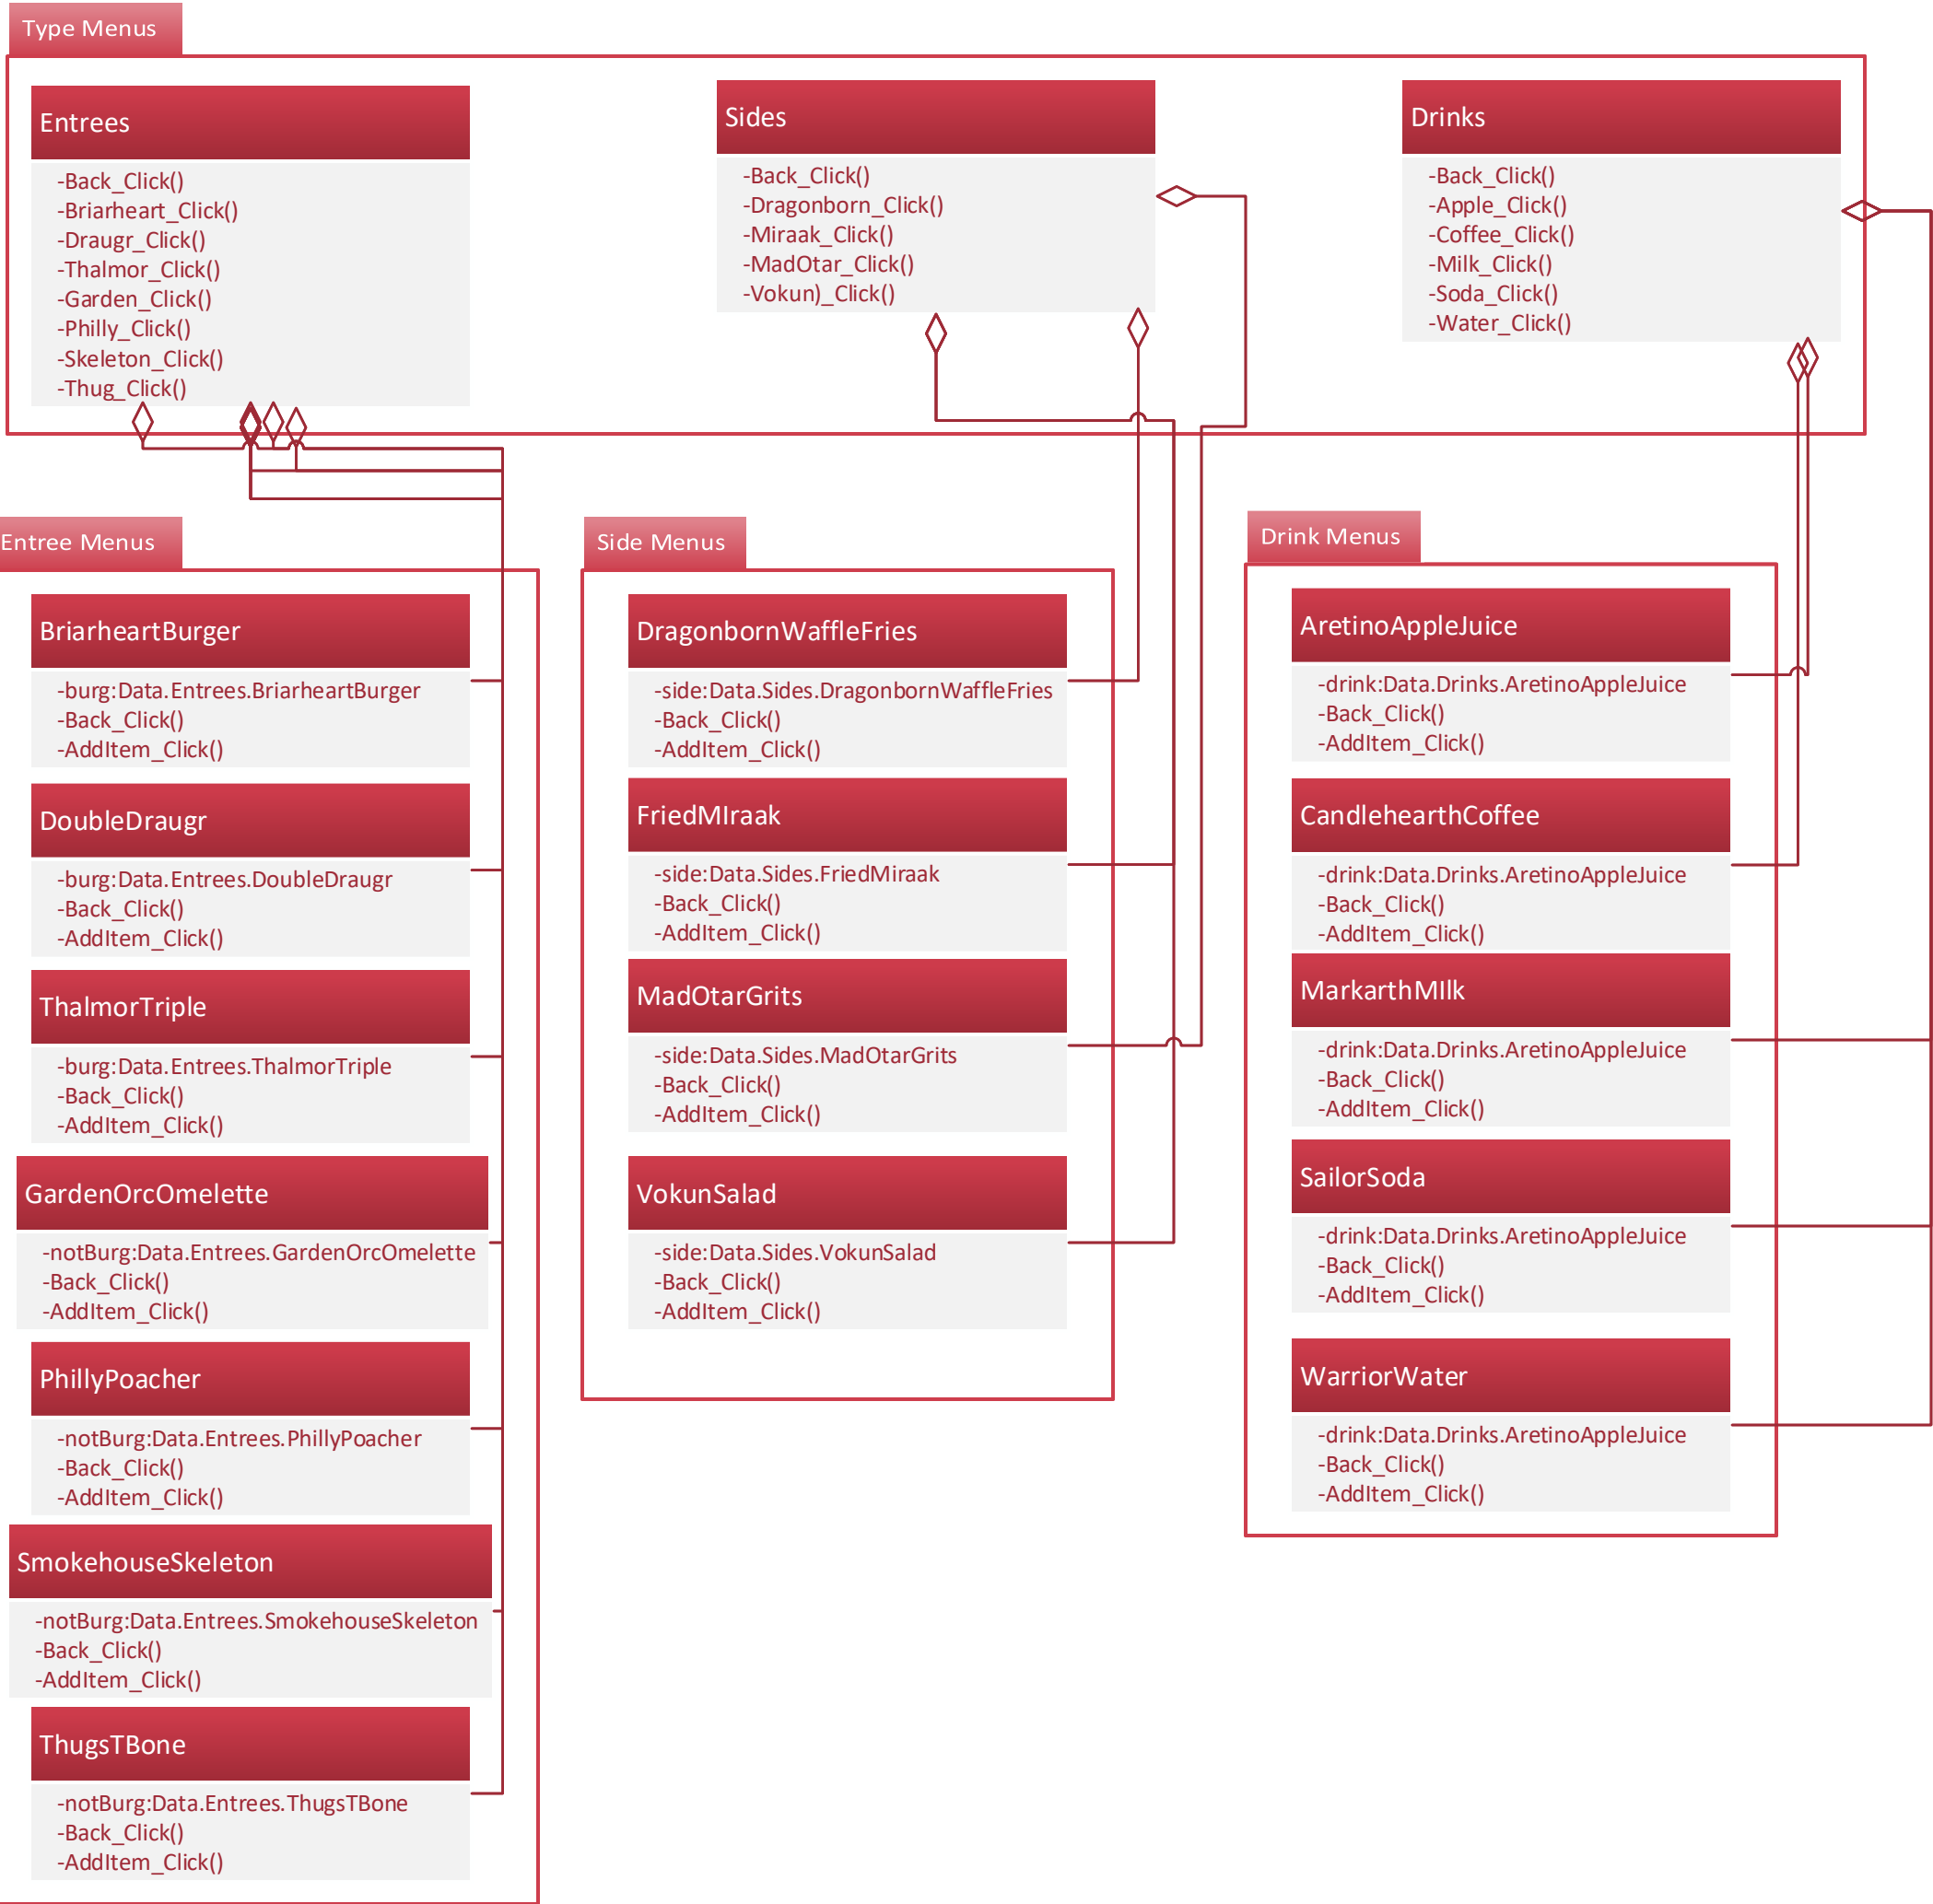 Type Menus
Entrees
-Back_Click()
-Briarheart_Click()
-Draugr_Click()
-Thalmor_Click()
-Garden_Click()
-Philly_Click()
-Skeleton_Click()
-Thug_Click()
Sides
-Back_Click()
-Dragonborn_Click()
-Miraak_Click()
-MadOtar_Click()
-Vokun)_Click()
Drinks
-Back_Click()
-Apple_Click()
-Coffee_Click()
-Milk_Click()
-Soda_Click()
-Water_Click()
Entree Menus
BriarheartBurger
-burg:Data.Entrees.BriarheartBurger
-Back_Click()
-AddItem_Click()
DoubleDraugr
-burg:Data.Entrees.DoubleDraugr
-Back_Click()
-AddItem_Click()
ThalmorTriple
-burg:Data.Entrees.ThalmorTriple
-Back_Click()
-AddItem_Click()
GardenOrcOmelette
-notBurg:Data.Entrees.GardenOrcOmelette
-Back_Click()
-AddItem_Click()
PhillyPoacher
-notBurg:Data.Entrees.PhillyPoacher
-Back_Click()
-AddItem_Click()
SmokehouseSkeleton
-notBurg:Data.Entrees.SmokehouseSkeleton
-Back_Click()
-AddItem_Click()
ThugsTBone
-notBurg:Data.Entrees.ThugsTBone
-Back_Click()
-AddItem_Click()
Side Menus
DragonbornWaffleFries
-side:Data.Sides.DragonbornWaffleFries
-Back_Click()
-AddItem_Click()
FriedMIraak
-side:Data.Sides.FriedMiraak
-Back_Click()
-AddItem_Click()
MadOtarGrits
-side:Data.Sides.MadOtarGrits
-Back_Click()
-AddItem_Click()
VokunSalad
-side:Data.Sides.VokunSalad
-Back_Click()
-AddItem_Click()
Drink Menus
AretinoAppleJuice
-drink:Data.Drinks.AretinoAppleJuice
-Back_Click()
-AddItem_Click()
CandlehearthCoffee
-drink:Data.Drinks.AretinoAppleJuice
-Back_Click()
-AddItem_Click()
MarkarthMIlk
-drink:Data.Drinks.AretinoAppleJuice
-Back_Click()
-AddItem_Click()
SailorSoda
-drink:Data.Drinks.AretinoAppleJuice
-Back_Click()
-AddItem_Click()
WarriorWater
-drink:Data.Drinks.AretinoAppleJuice
-Back_Click()
-AddItem_Click()